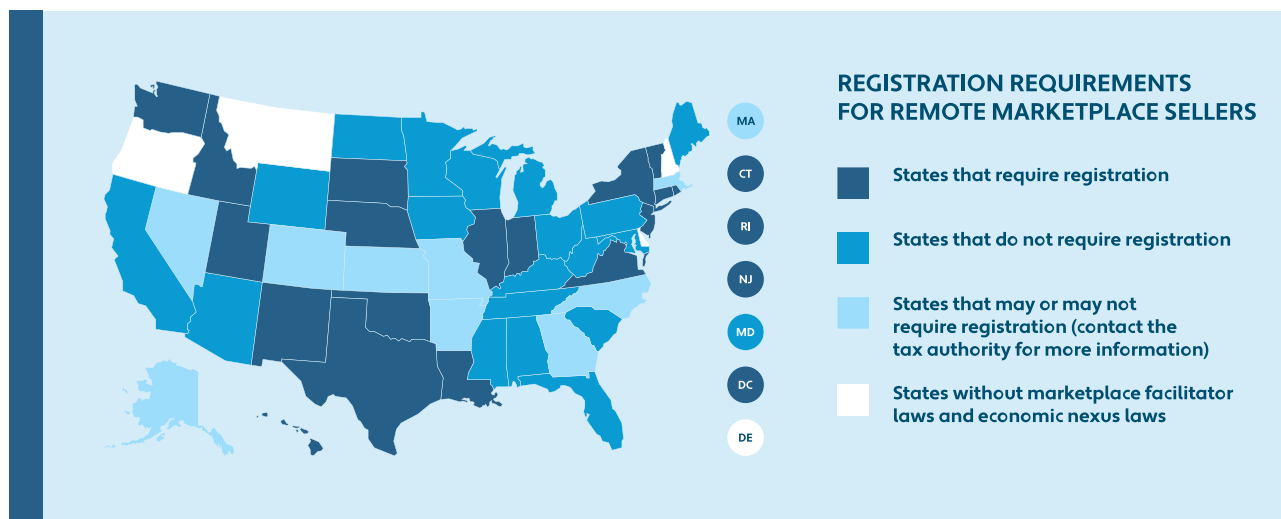 REGISTRATION REQUIREMENTS
FOR REMOTE MARKETPLACE SELLERS
MA
CT
RI
NJ
MD
DC
DE
States that require registration
States that do not require registration
States that may or may not
require registration (contact the
tax authority for more information)
States without marketplace facilitator
laws and economic nexus laws